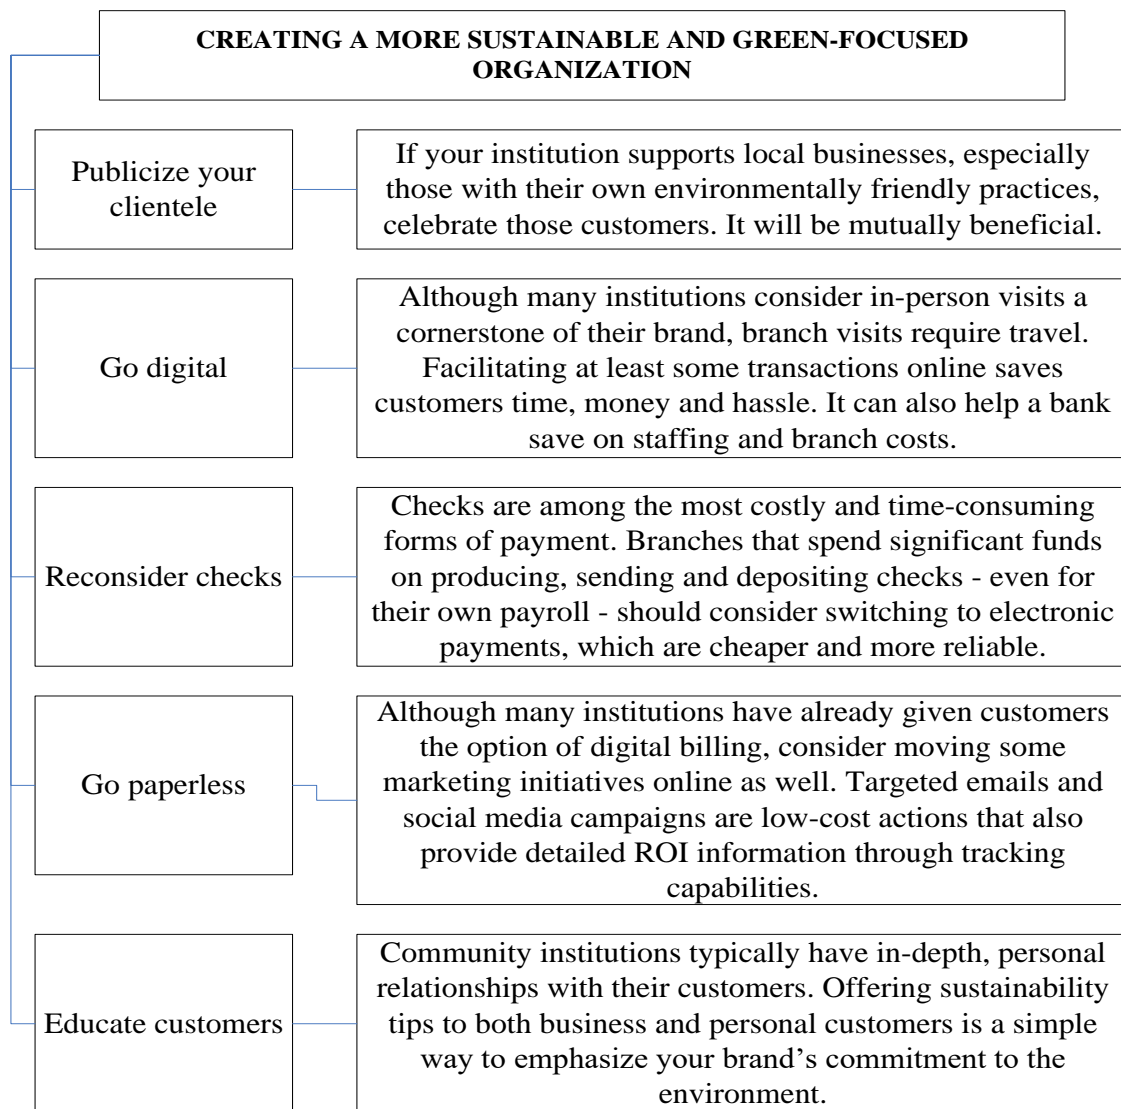 CREATING A MORE SUSTAINABLE AND GREEN-FOCUSED
ORGANIZATION
Publicize your
clientele
If your institution supports local businesses, especially
those with their own environmentally friendly practices,
celebrate those customers. It will be mutually beneficial.
Go digital
Although many institutions consider in-person visits a
cornerstone of their brand, branch visits require travel.
Facilitating at least some transactions online saves
customers time, money and hassle. It can also help a bank
save on staffing and branch costs.
Reconsider checks
Checks are among the most costly and time-consuming
forms of payment. Branches that spend significant funds
on producing, sending and depositing checks - even for
their own payroll - should consider switching to electronic
payments, which are cheaper and more reliable.
Go paperless
Although many institutions have already given customers
the option of digital billing, consider moving some
marketing initiatives online as well. Targeted emails and
social media campaigns are low-cost actions that also
provide detailed ROI information through tracking
capabilities.
Educate customers
Community institutions typically have in-depth, personal
relationships with their customers. Offering sustainability
tips to both business and personal customers is a simple
way to emphasize your brand’s commitment to the
environment.